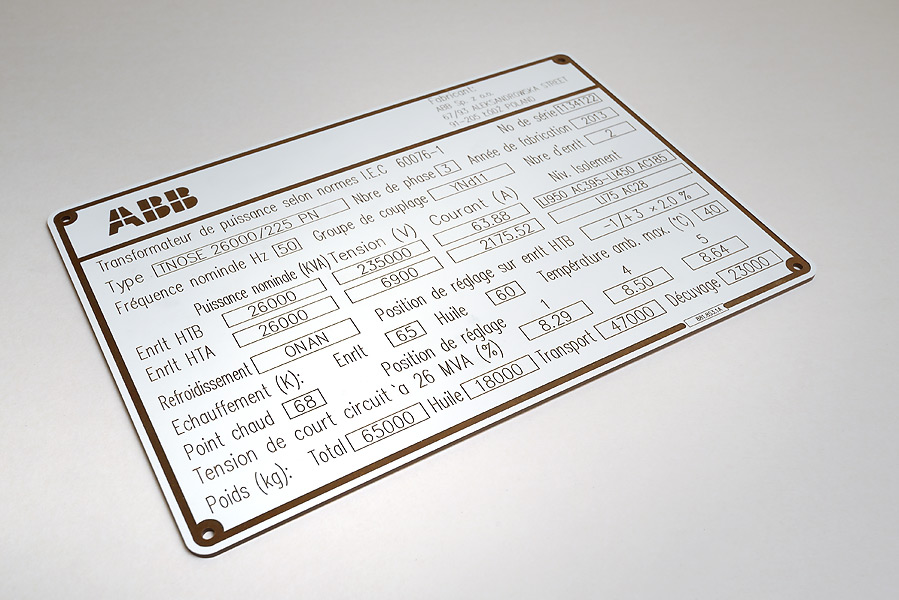 Fabricant:
ABB Sp. z o.o.
67/93 ALEKSANDROWSKA STREET
91-205 ŁÓDŹ POLAND
ABB
Transformateur de puissance selon normes I.E.C 60076-1 No de série 1T34122
Type TNOSE 26000/225 PN Nbre de phase 3 Année de fabrication 2013
Fréquence nominale Hz 50 Groupe de couplage YNd11 Nbre d'enrlt 2
Puissance nominale (KVA) Tension (V) Courant (A) Niv. Isolement
Enrlt HTB 26000 235000 63.88 LI950 AC395-LI450 AC185
Enrlt HTA 26000 6900 2175.52 LI75 AC28
Refroidissement ONAN Position de réglage sur enrlt HTB -1/+3 x2.0 %
Echauffement (K): Enrlt 65 Huile 60 Température amb. max. (°C) 40
Point chaud 68 Position de réglage 1 4 5
Tension de court circuit à 26 MVA (%) 8.29 8.50 8.64
Poids (kg): Total 65000 Huile 18000 Transport 47000 Décuvage 23000